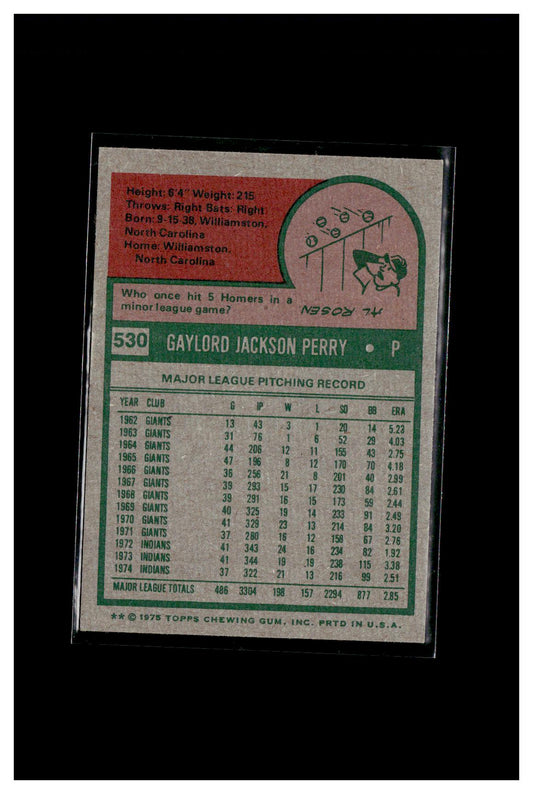 Height: 6'4" Weight: 215
Throws: Right Bats: Right
Born: 9-15-38, Williamston,
North Carolina
Home: Williamston,
North Carolina
Who once hit 5 Homers in a
minor league game?
AL ROSEN
530 GAYLORD JACKSON PERRY • P
MAJOR LEAGUE PITCHING RECORD
YEAR CLUB G IP W L SO BB ERA
1962 GIANTS 13 43 3 1 20 14 5.23
1963 GIANTS 31 76 1 6 52 29 4.03
1964 GIANTS 44 206 12 11 155 43 2.75
1965 GIANTS 47 196 8 12 170 70 4.18
1966 GIANTS 36 256 21 8 201 40 2.99
1967 GIANTS 39 293 15 17 230 84 2.61
1968 GIANTS 39 291 16 15 173 59 2.44
1969 GIANTS 40 325 19 14 233 91 2.49
1970 GIANTS 41 329 23 13 214 84 3.20
1971 GIANTS 37 280 16 12 158 67 2.76
1972 INDIANS 41 343 24 16 234 82 1.92
1973 INDIANS 41 344 19 19 238 115 3.38
1974 INDIANS 37 322 21 13 216 99 2.51
MAJOR LEAGUE TOTALS 486 3304 198 157 2294 877 2.85
** © 1975 TOPPS CHEWING GUM, INC. PRTD IN U.S.A.